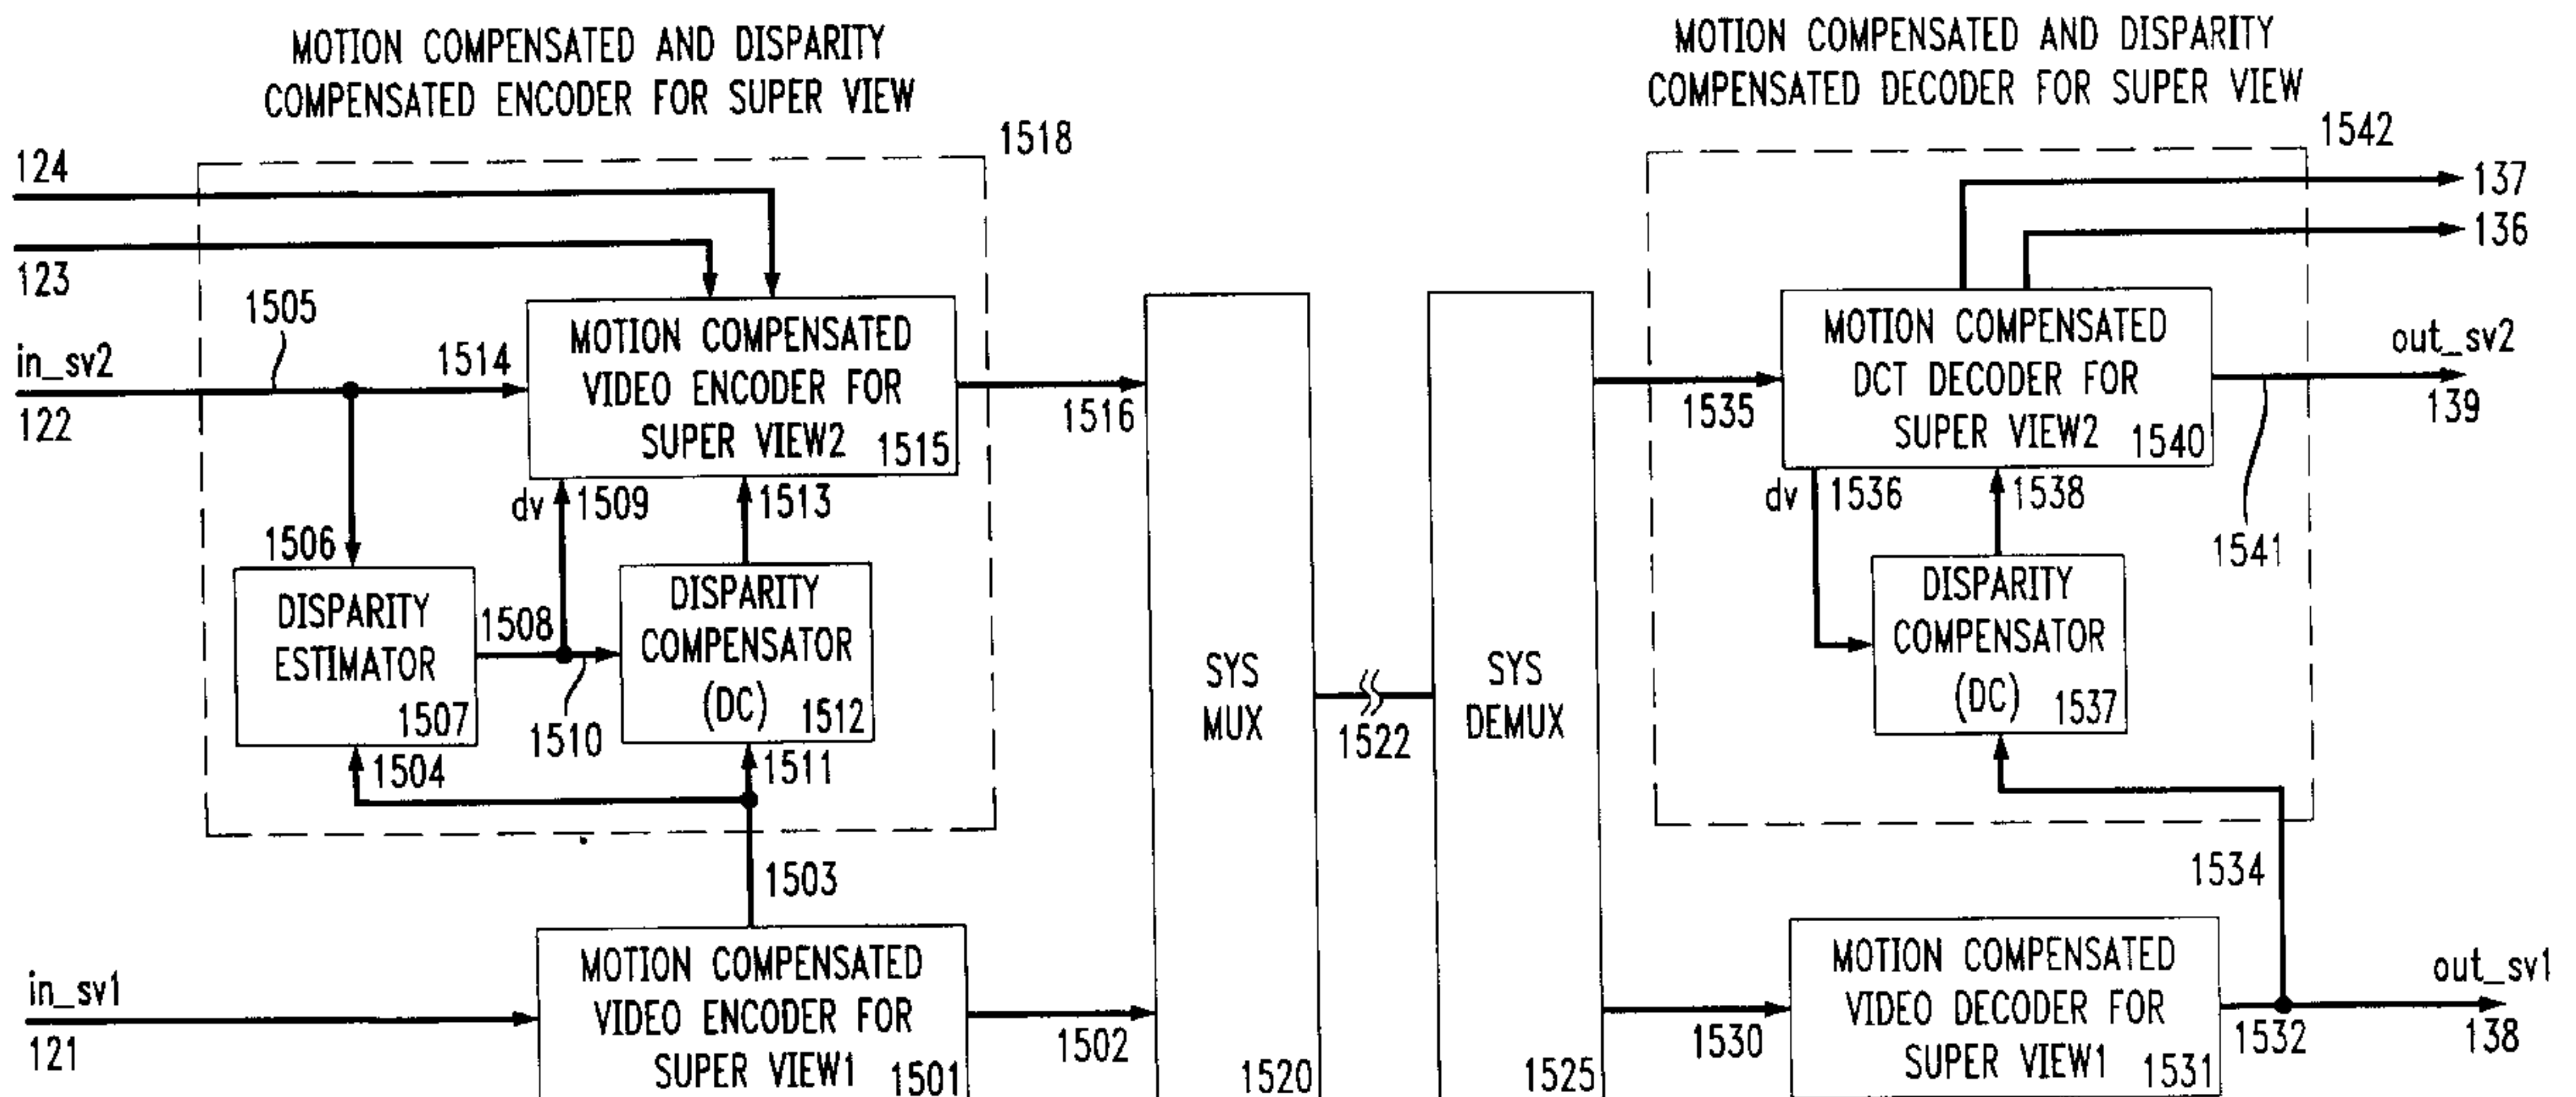 MOTION COMPENSATED AND DISPARITY
COMPENSATED ENCODER FOR SUPER VIEW
1518
124
123
1505
in_sv2
122
1514
MOTION COMPENSATED
VIDEO ENCODER FOR
SUPER VIEW2
1515
1516
dv
1509
1513
1506
DISPARITY
ESTIMATOR
1507
1508
1510
DISPARITY
COMPENSATOR
(DC)
1512
1504
1511
1503
in_sv1
121
MOTION COMPENSATED
VIDEO ENCODER FOR
SUPER VIEW1
1501
1502
SYS
MUX
1520
1522
SYS
DEMUX
1525
MOTION COMPENSATED AND DISPARITY
COMPENSATED DECODER FOR SUPER VIEW
1542
137
136
1535
MOTION COMPENSATED
DCT DECODER FOR
SUPER VIEW2
1540
out_sv2
139
1541
dv
1536
1538
DISPARITY
COMPENSATOR
(DC)
1537
1534
1530
MOTION COMPENSATED
VIDEO DECODER FOR
SUPER VIEW1
1531
1532
out_sv1
138